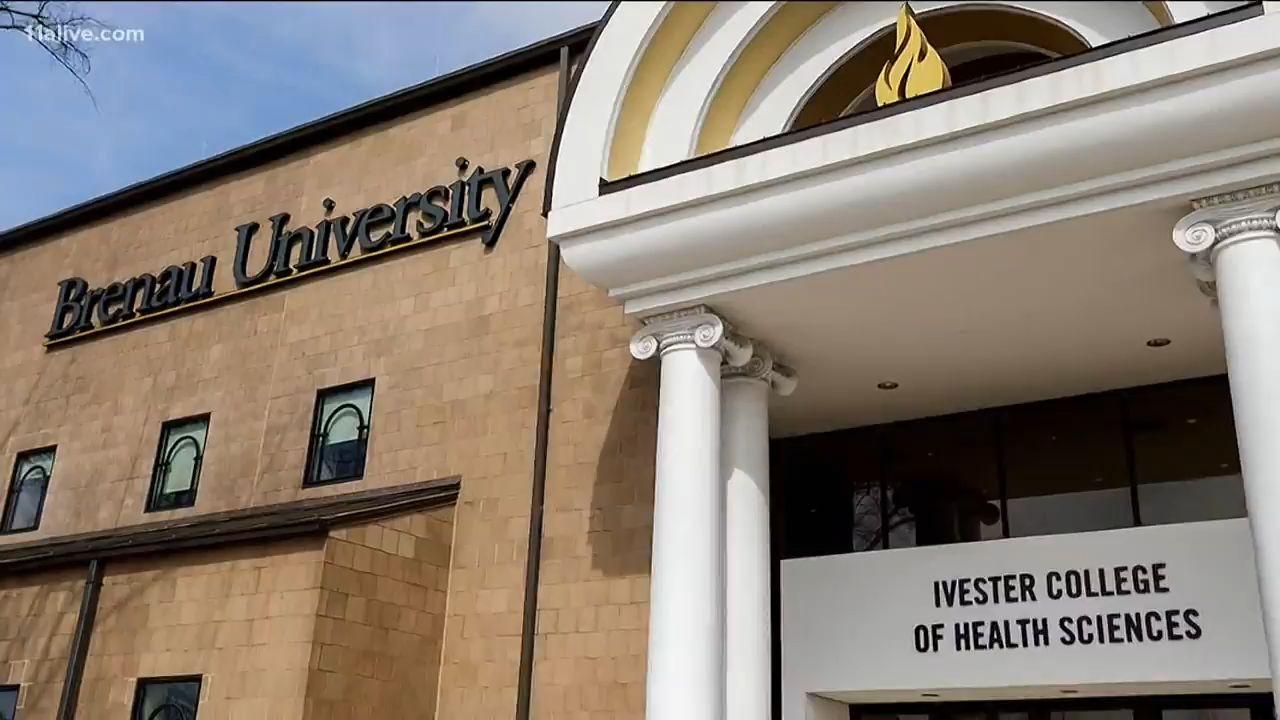 11alive.com
Brenau University
IVESTER COLLEGE
OF HEALTH SCIENCES